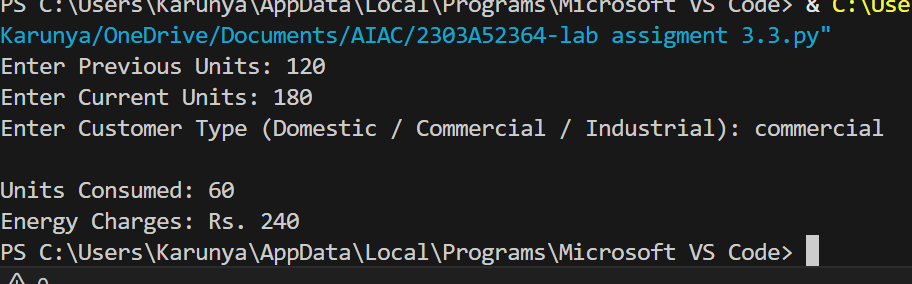 PS C:\Users\Karunya\AppData\Local\Programs\Microsoft VS Code> & C:\Use
Karunya/OneDrive/Documents/AIAC/2303A52364-lab assigment 3.3.py"
Enter Previous Units: 120
Enter Current Units: 180
Enter Customer Type (Domestic / Commercial / Industrial): commercial
Units Consumed: 60
Energy Charges: Rs. 240
PS C:\Users\Karunya\AppData\Local\Programs\Microsoft VS Code>